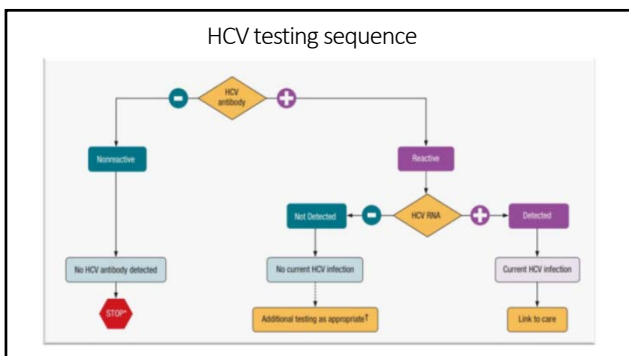 HCV testing sequence
HCV
antibody
Nonreactive
Reactive
Not Detected
HCV RNA
Detected
No HCV antibody detected
No current HCV infection
Current HCV infection
STOP*
Additional testing as appropriate†
Link to care